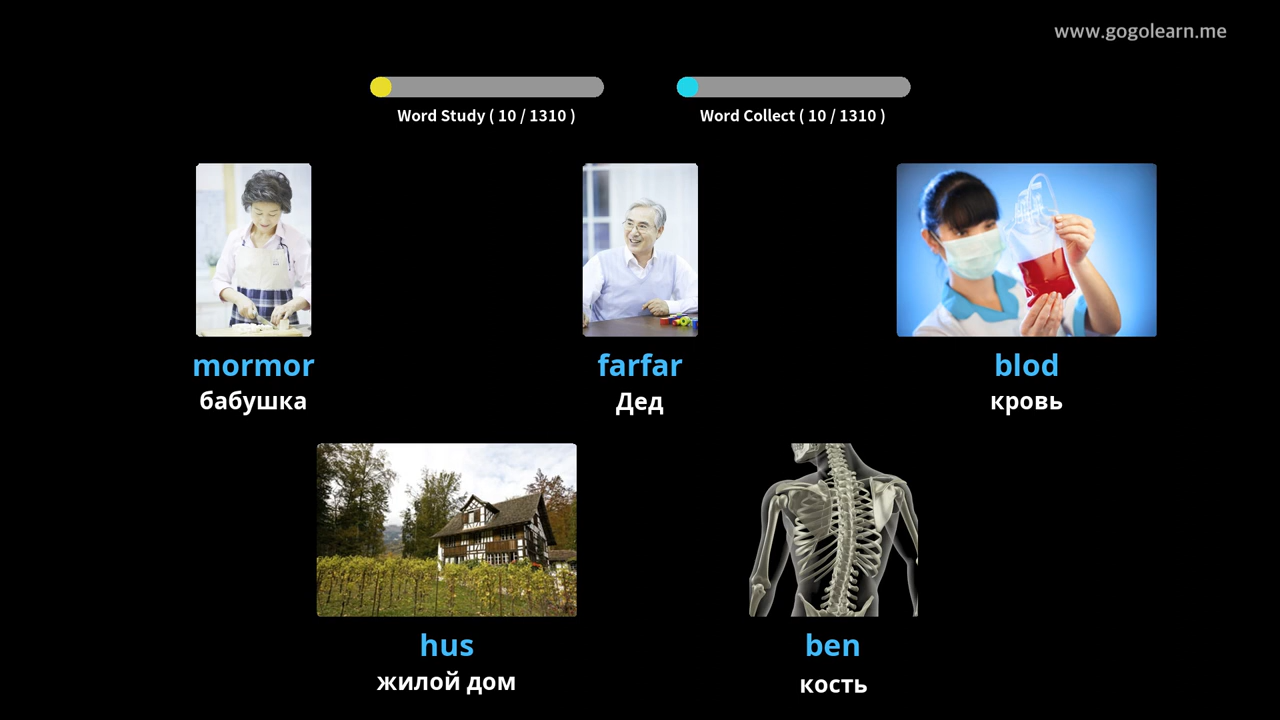 www.gogolearn.me
Word Study ( 10 / 1310 )
Word Collect ( 10 / 1310 )
mormor
бабушка
farfar
Дед
blod
кровь
hus
жилой дом
ben
кость